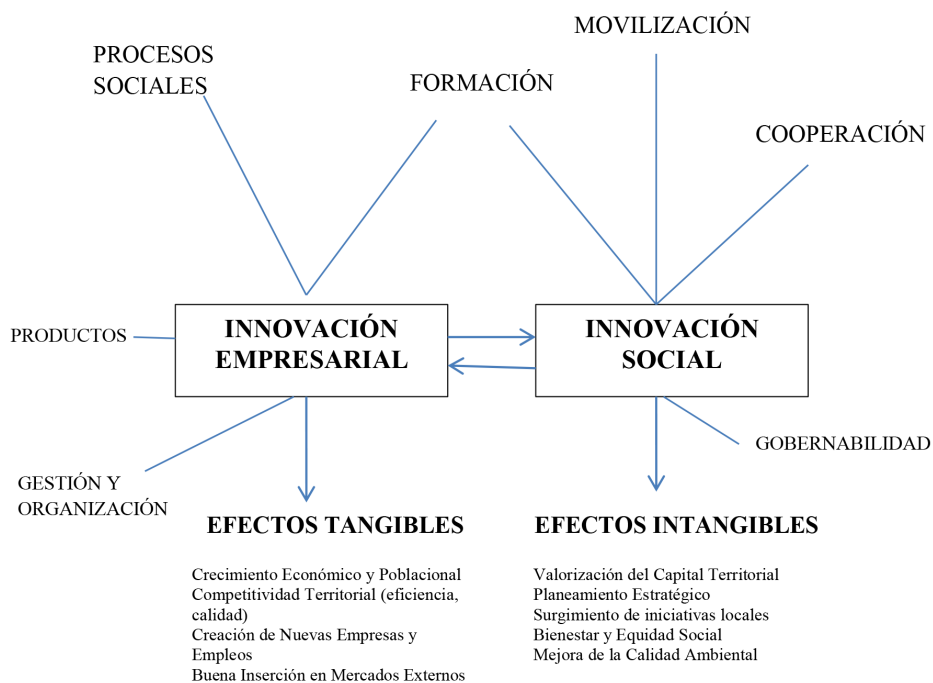 MOVILIZACIÓN
PROCESOS
SOCIALES
FORMACIÓN
COOPERACIÓN
PRODUCTOS
INNOVACIÓN
EMPRESARIAL
INNOVACIÓN
SOCIAL
GESTIÓN Y
ORGANIZACIÓN
GOBERNABILIDAD
EFECTOS TANGIBLES
Crecimiento Económico y Poblacional
Competitividad Territorial (eficiencia,
calidad)
Creación de Nuevas Empresas y
Empleos
Buena Inserción en Mercados Externos
EFECTOS INTANGIBLES
Valorización del Capital Territorial
Planeamiento Estratégico
Surgimiento de iniciativas locales
Bienestar y Equidad Social
Mejora de la Calidad Ambiental